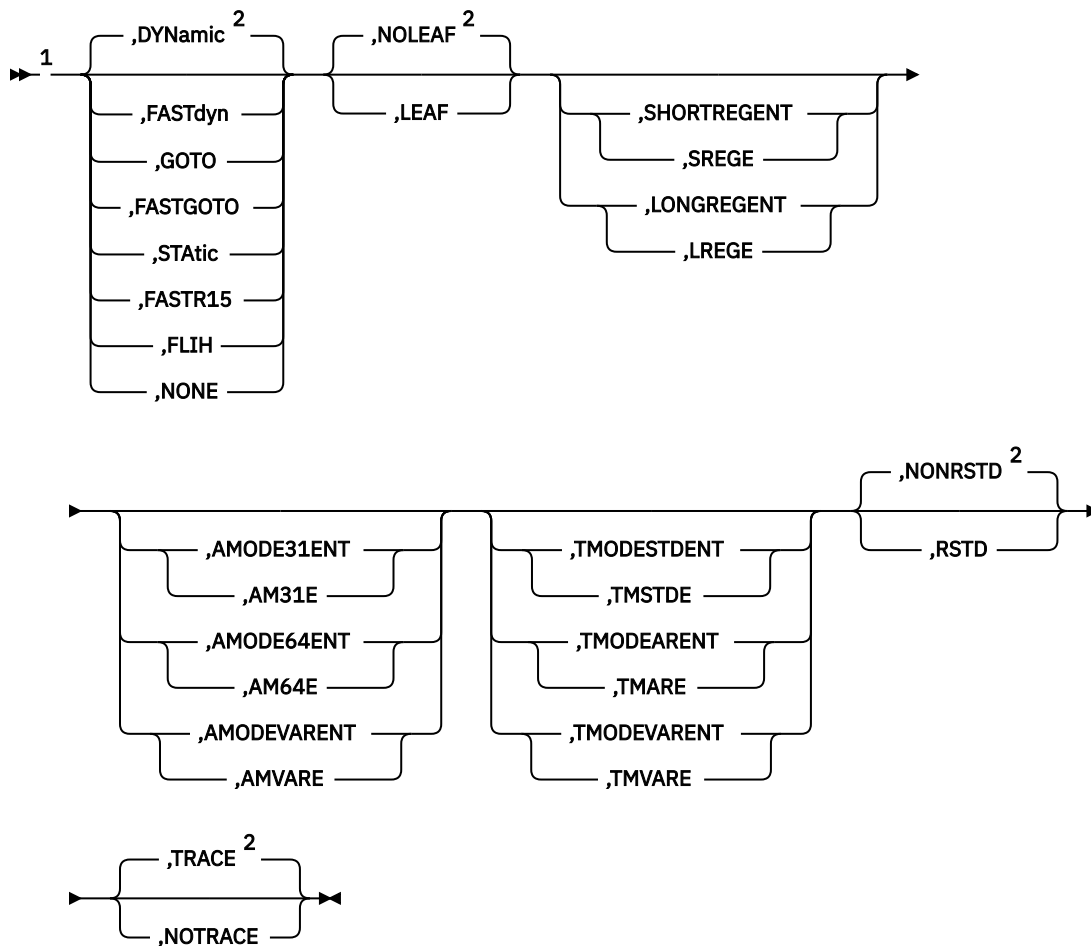 ,DYNamic 2
,NOLEAF 2
1
,FASTdyn
,LEAF
,SHORTREGENT
,GOTO
,SREGE
,FASTGOTO
,LONGREGENT
,STAtic
,LREGE
,FASTR15
,FLIH
,NONE
,NONRSTD 2
,AMODE31ENT
,TMODESTDENT
,RSTD
,AM31E
,TMSTDE
,AMODE64ENT
,TMODEARENT
,AM64E
,TMARE
,AMODEVARENT
,TMODEVARENT
,AMVARE
,TMVARE
,TRACE 2
,NOTRACE